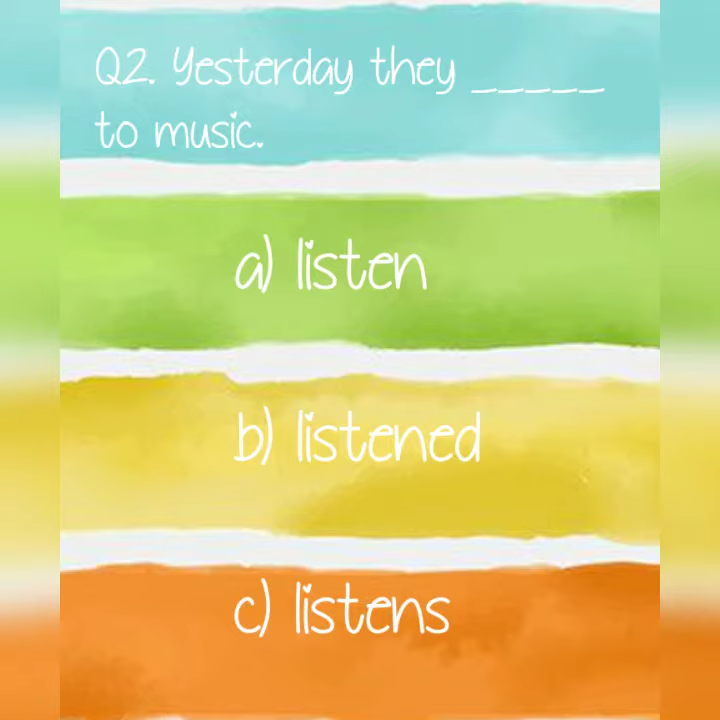 Q2. Yesterday they _____
to music.
a) listen
b) listened
c) listens